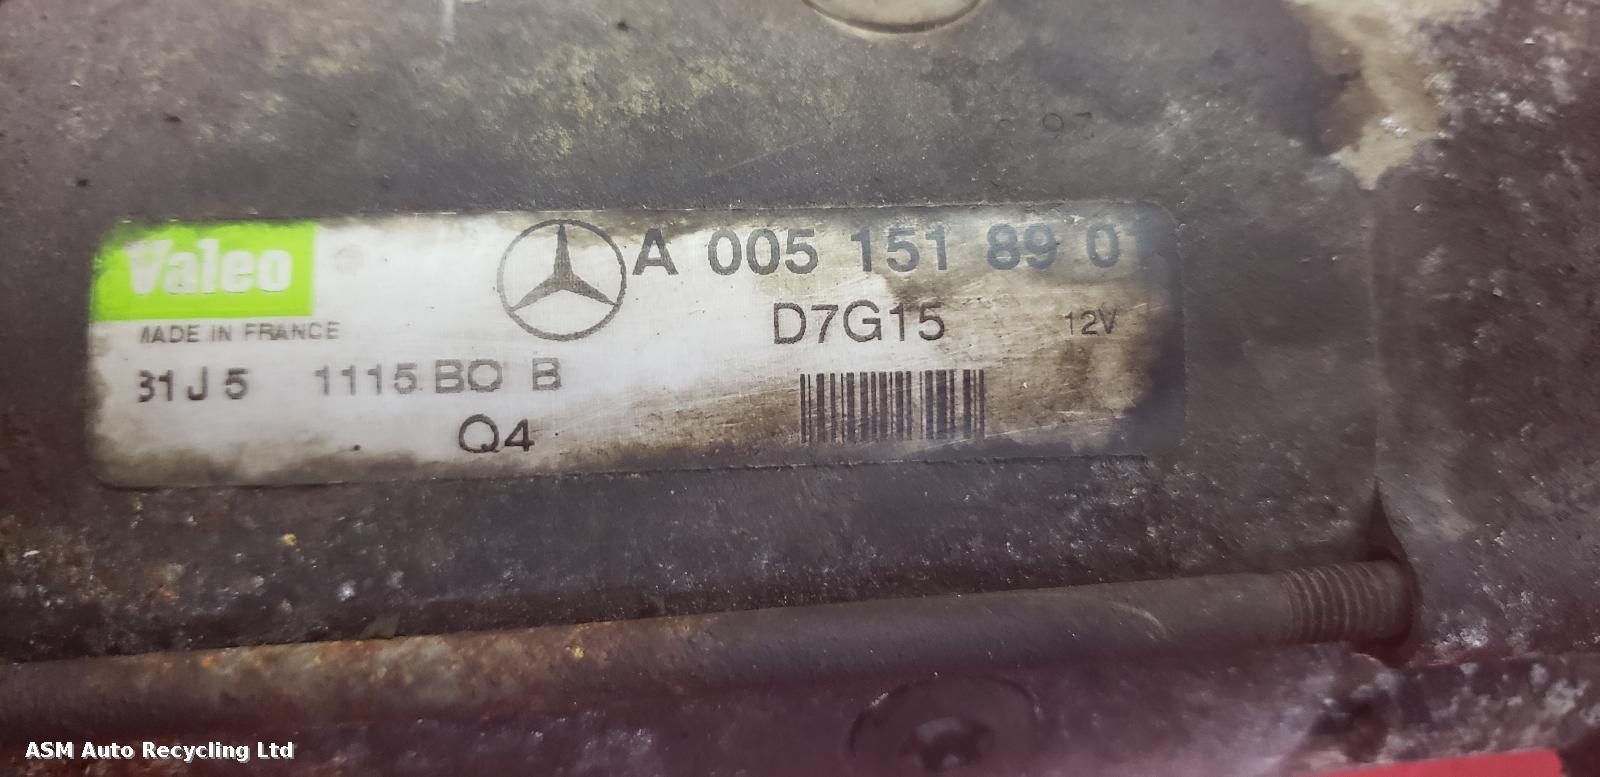 Valeo
A 005 151 89 01
MADE IN FRANCE
D7G15 12V
31J5 1115 BO B
Q4
ASM Auto Recycling Ltd